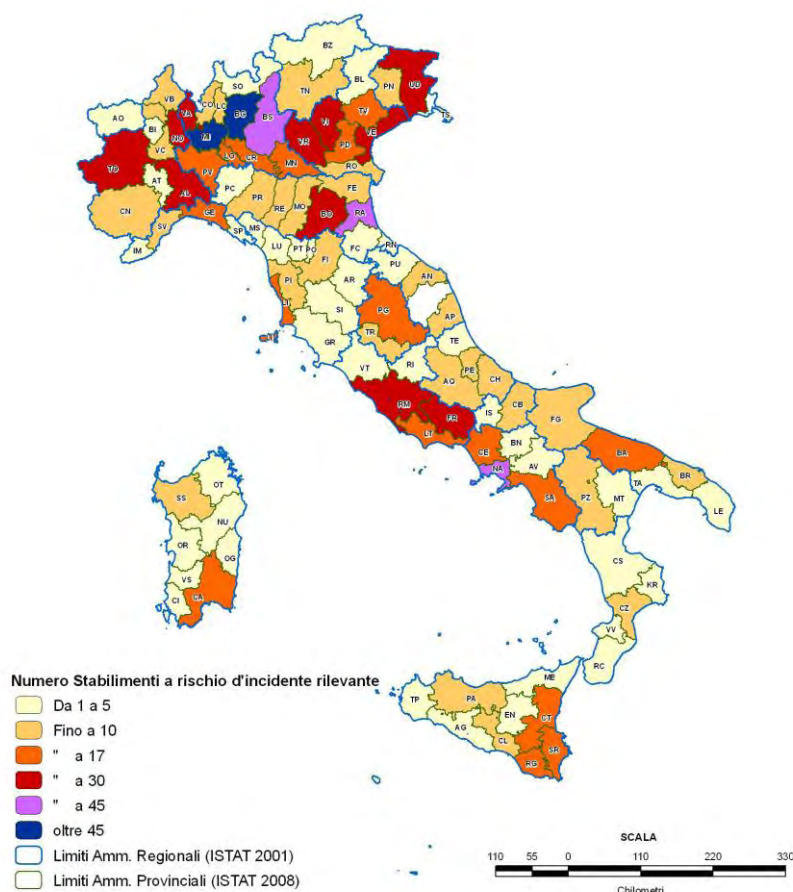 BZ
SO
BL
UD
VB
TN
PN
CO
LC
VA
BG
BS
TV
TS
AO
BI
NO
MI
VI
VE
VC
VR
PD
TO
LO
CR
MN
PV
RO
AT
AL
PC
FE
CN
PR
RE
MO
BO
RA
GE
SV
SP
MS
IM
LU
PT
PO
FC
RN
FI
PU
AN
PI
AR
LI
SI
PG
AP
GR
TR
TE
VT
RI
PE
AQ
CH
RM
FR
IS
CB
FG
LT
CE
BN
BA
NA
AV
SA
PZ
MT
TA
BR
LE
OT
SS
NU
OR
OG
VS
CI
CA
CS
KR
CZ
VV
RC
ME
TP
PA
EN
CT
AG
CL
SR
RG
Numero Stabilimenti a rischio d'incidente rilevante
Da 1 a 5
Fino a 10
" a 17
" a 30
" a 45
oltre 45
Limiti Amm. Regionali (ISTAT 2001)
Limiti Amm. Provinciali (ISTAT 2008)
SCALA
110 55 0 110 220 330
Chilometri